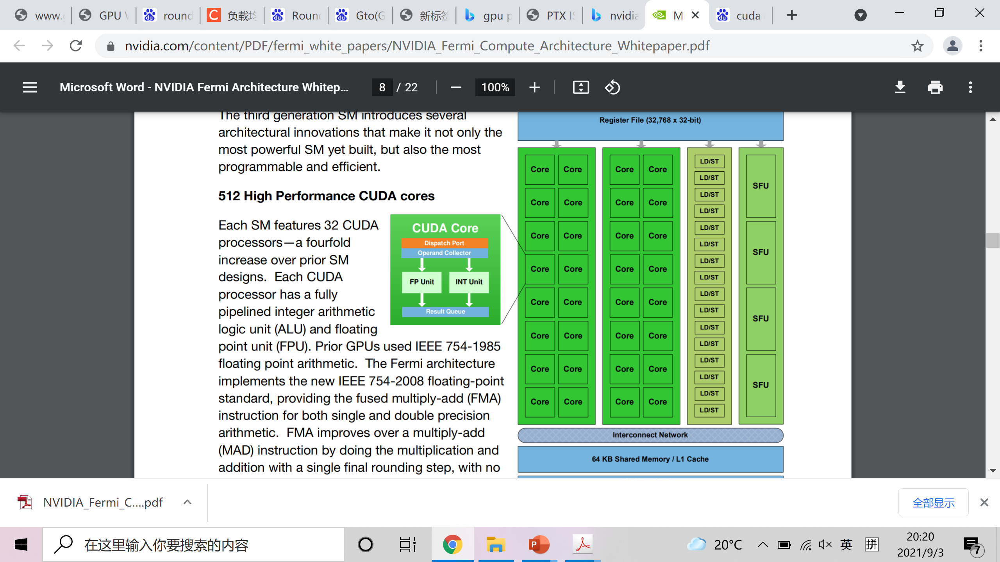 www.
GPU W
round
负载均
Roun
Gto(G
新标签
gpu p
PTX IS
nvidia
M
cuda
nvidia.com/content/PDF/fermi_white_papers/NVIDIA_Fermi_Compute_Architecture_Whitepaper.pdf
Microsoft Word - NVIDIA Fermi Architecture Whitep...
8 / 22
100%
The third generation SM introduces several
architectural innovations that make it not only the
most powerful SM yet built, but also the most
programmable and efficient.
512 High Performance CUDA cores
Each SM features 32 CUDA
processors—a fourfold
increase over prior SM
designs. Each CUDA
processor has a fully
pipelined integer arithmetic
logic unit (ALU) and floating
point unit (FPU). Prior GPUs used IEEE 754-1985
floating point arithmetic. The Fermi architecture
implements the new IEEE 754-2008 floating-point
standard, providing the fused multiply-add (FMA)
instruction for both single and double precision
arithmetic. FMA improves over a multiply-add
(MAD) instruction by doing the multiplication and
addition with a single final rounding step, with no
CUDA Core
Dispatch Port
Operand Collector
FP Unit INT Unit
Result Queue
Register File (32,768 x 32-bit)
Core Core Core Core LD/ST
LD/ST
SFU
Core Core Core Core LD/ST
LD/ST
Core Core Core Core LD/ST
LD/ST
SFU
Core Core Core Core LD/ST
LD/ST
Core Core Core Core LD/ST
LD/ST
SFU
Core Core Core Core LD/ST
LD/ST
Core Core Core Core LD/ST
LD/ST
SFU
Core Core Core Core LD/ST
LD/ST
Interconnect Network
64 KB Shared Memory / L1 Cache
NVIDIA_Fermi_C....pdf
全部显示
在这里输入你要搜索的内容
20°C
英
拼
20:20
2021/9/3
7